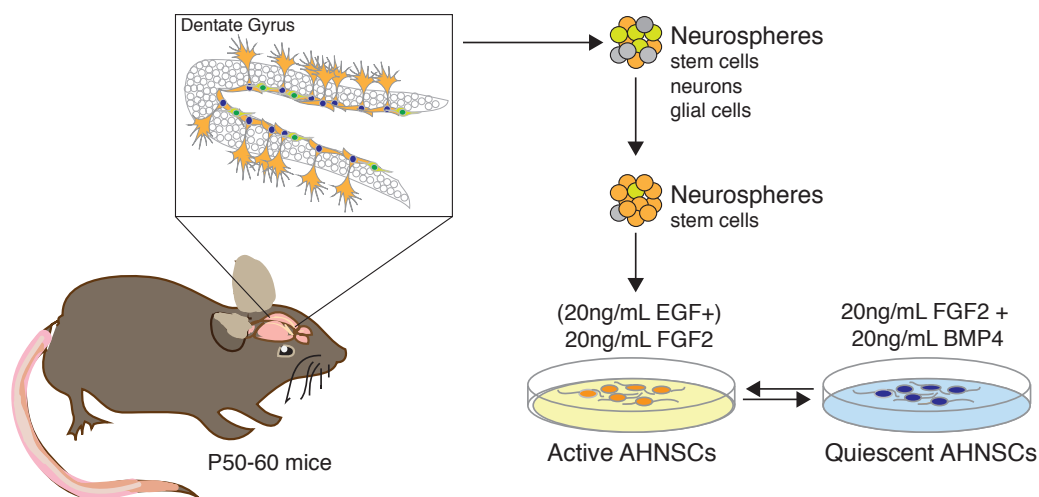 Dentate Gyrus
Neurospheres
stem cells
neurons
glial cells
Neurospheres
stem cells
(20ng/mL EGF+)
20ng/mL FGF2
20ng/mL FGF2 +
20ng/mL BMP4
Active AHNSCs
Quiescent AHNSCs
P50-60 mice